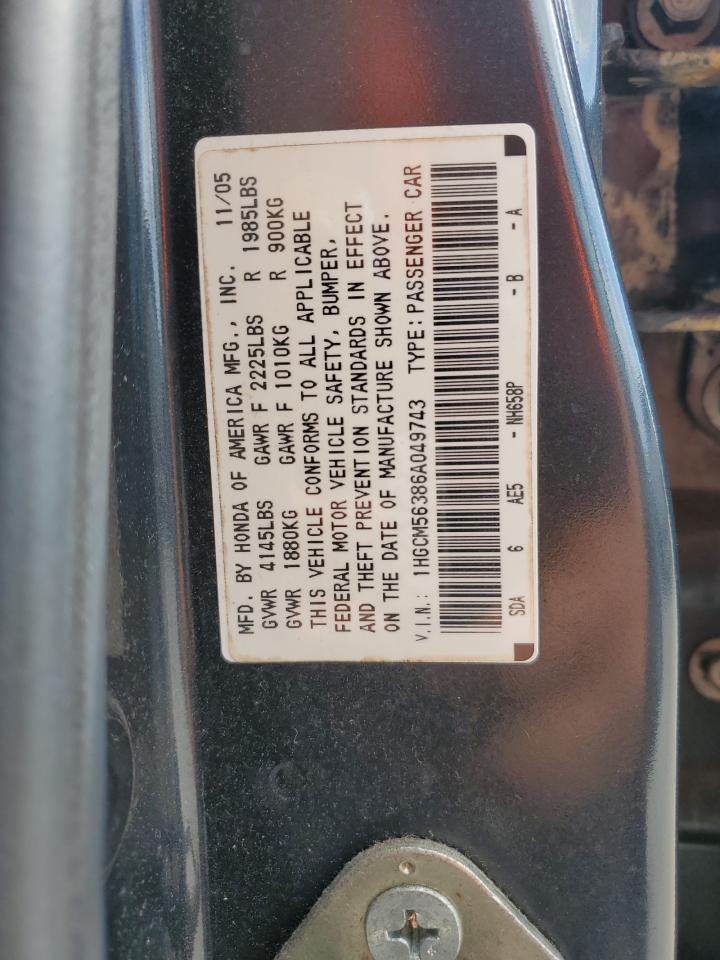 MFD. BY HONDA OF AMERICA MFG., INC. 11/05
GVWR 4145LBS GAWR F 2225LBS R 1985LBS
GVWR 1880KG GAWR F 1010KG R 900KG
THIS VEHICLE CONFORMS TO ALL APPLICABLE
FEDERAL MOTOR VEHICLE SAFETY, BUMPER,
AND THEFT PREVENTION STANDARDS IN EFFECT
ON THE DATE OF MANUFACTURE SHOWN ABOVE.
V.I.N.: 1HGCM56386A049743 TYPE: PASSENGER CAR
SDA 6 AE5 - NH658P - B - A